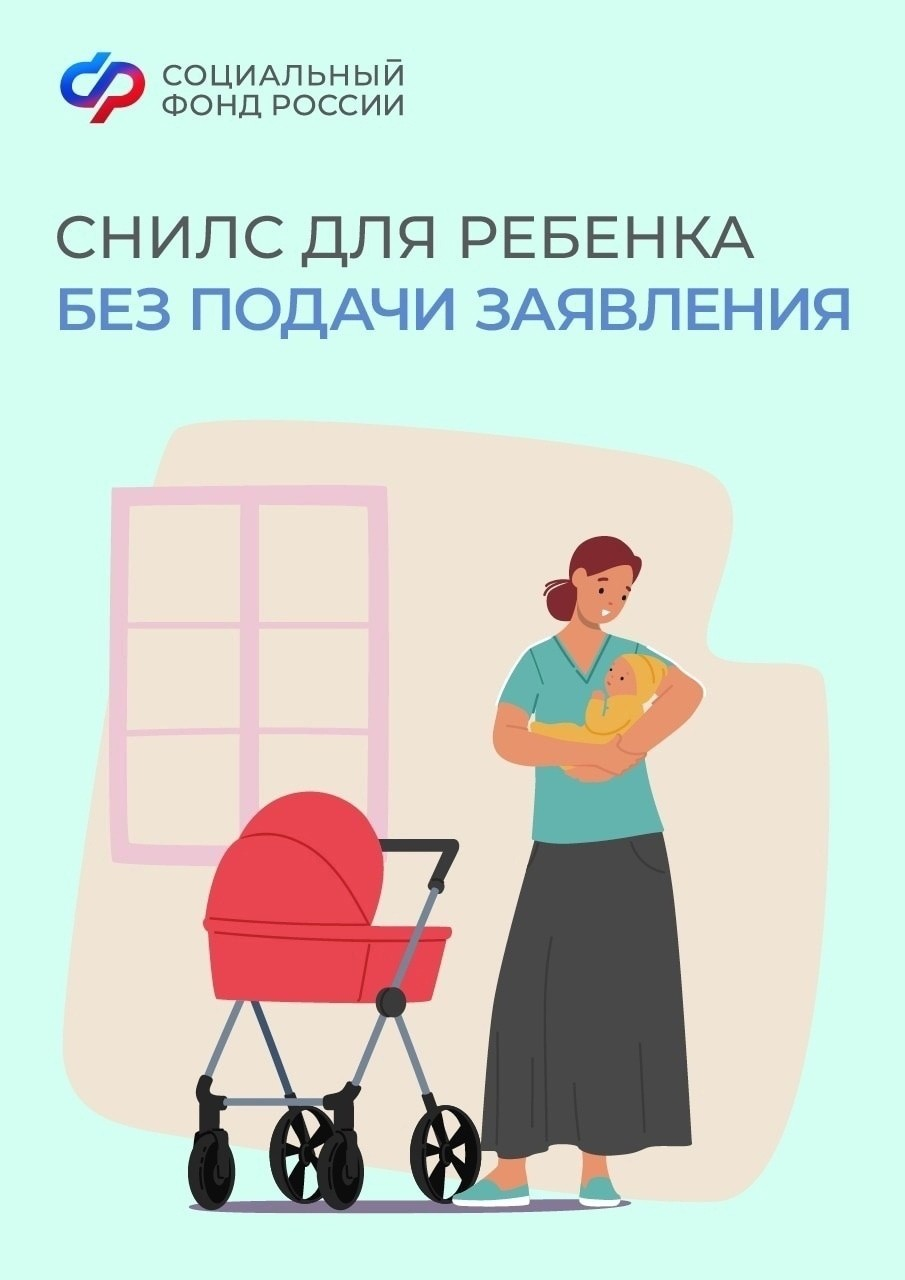 СОЦИАЛЬНЫЙ
ФОНД РОССИИ
СНИЛС ДЛЯ РЕБЕНКА
БЕЗ ПОДАЧИ ЗАЯВЛЕНИЯ